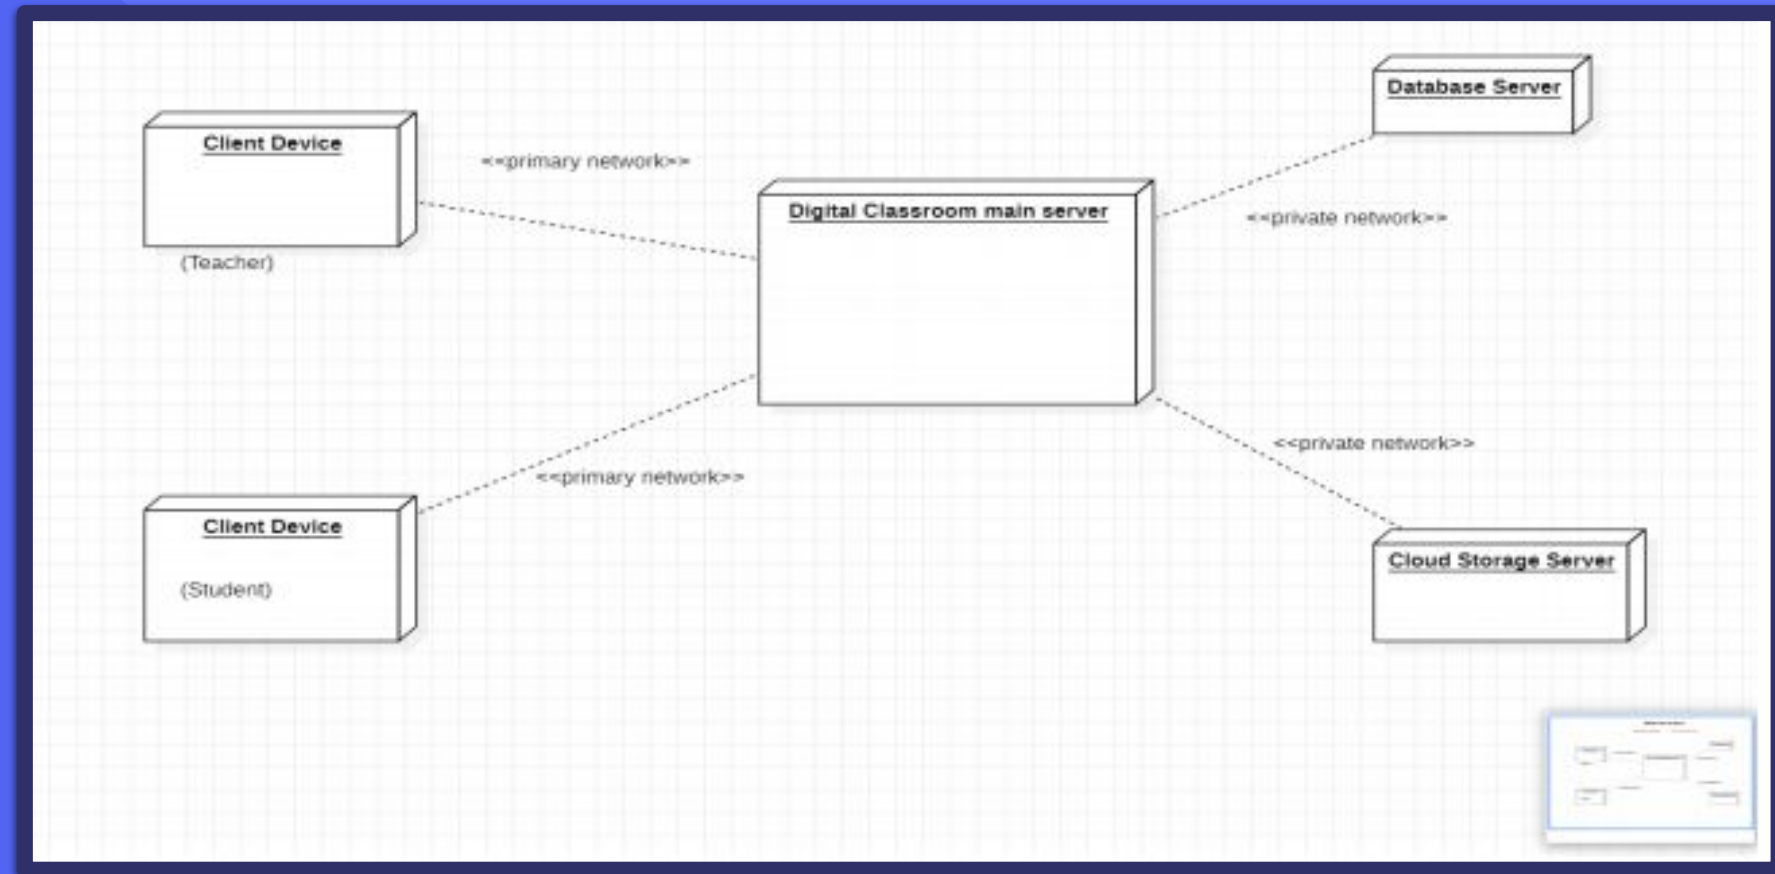 Database Server
Client Device
<<primary network>>
Digital Classroom main server
<<private network>>
(Teacher)
<<private network>>
<<primary network>>
Client Device
Cloud Storage Server
(Student)